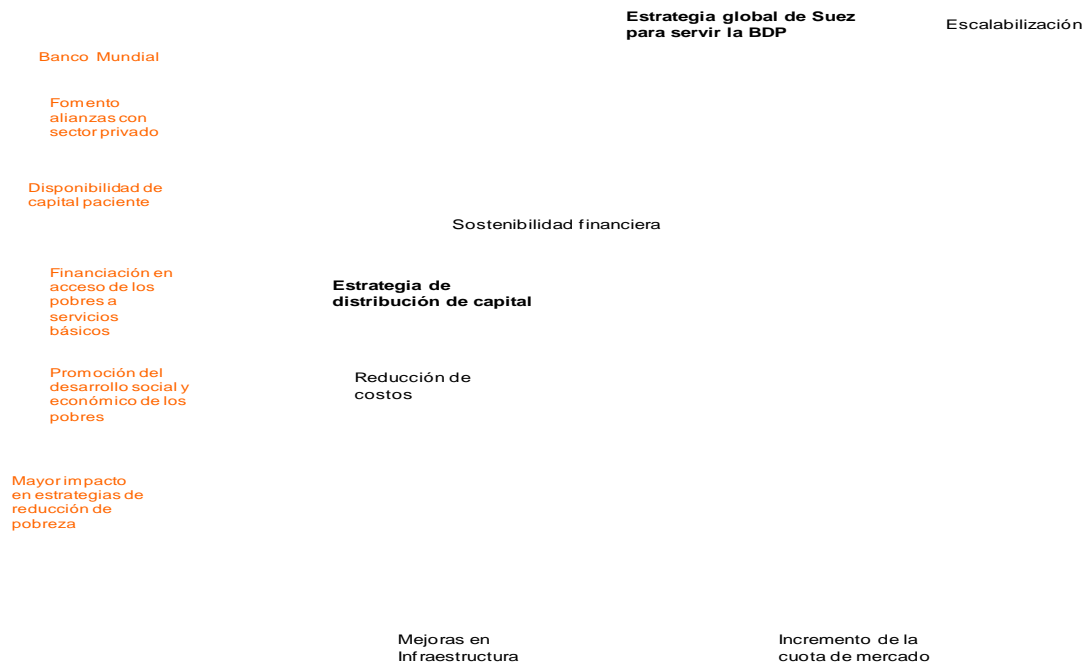 Estrategia global de Suez
para servir la BDP
Escalabilización
Banco Mundial
Fomento
alianzas con
sector privado
Disponibilidad de
capital paciente
Sostenibilidad financiera
Financiación en
acceso de los
pobres a
servicios
básicos
Estrategia de
distribución de capital
Promoción del
desarrollo social y
económico de los
pobres
Reducción de
costos
Mayor impacto
en estrategias de
reducción de
pobreza
Mejoras en
Infraestructura
Incremento de la
cuota de mercado